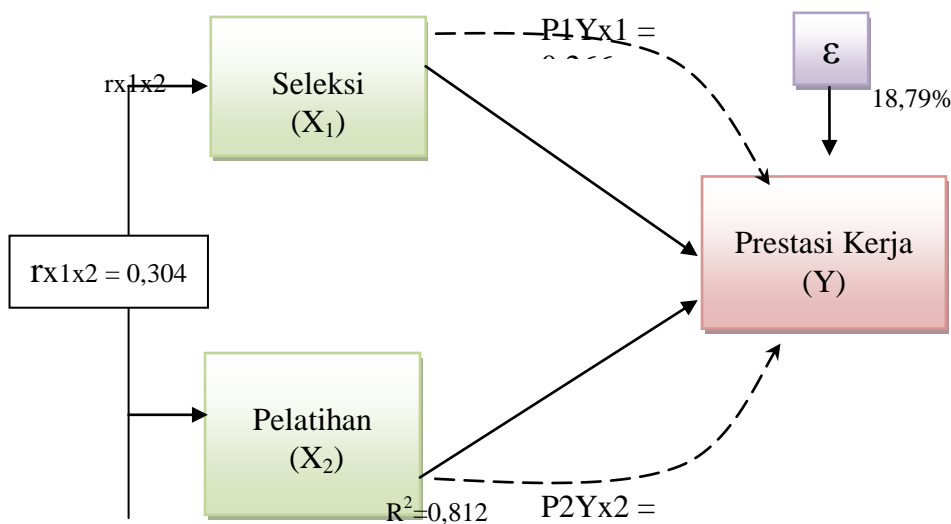 P1Yx1 =
ε
18,79%
rx1x2
Seleksi
(X₁)
Prestasi Kerja
(Y)
rx1x2 = 0,304
Pelatihan
(X₂)
R²=0,812
P2Yx2 =